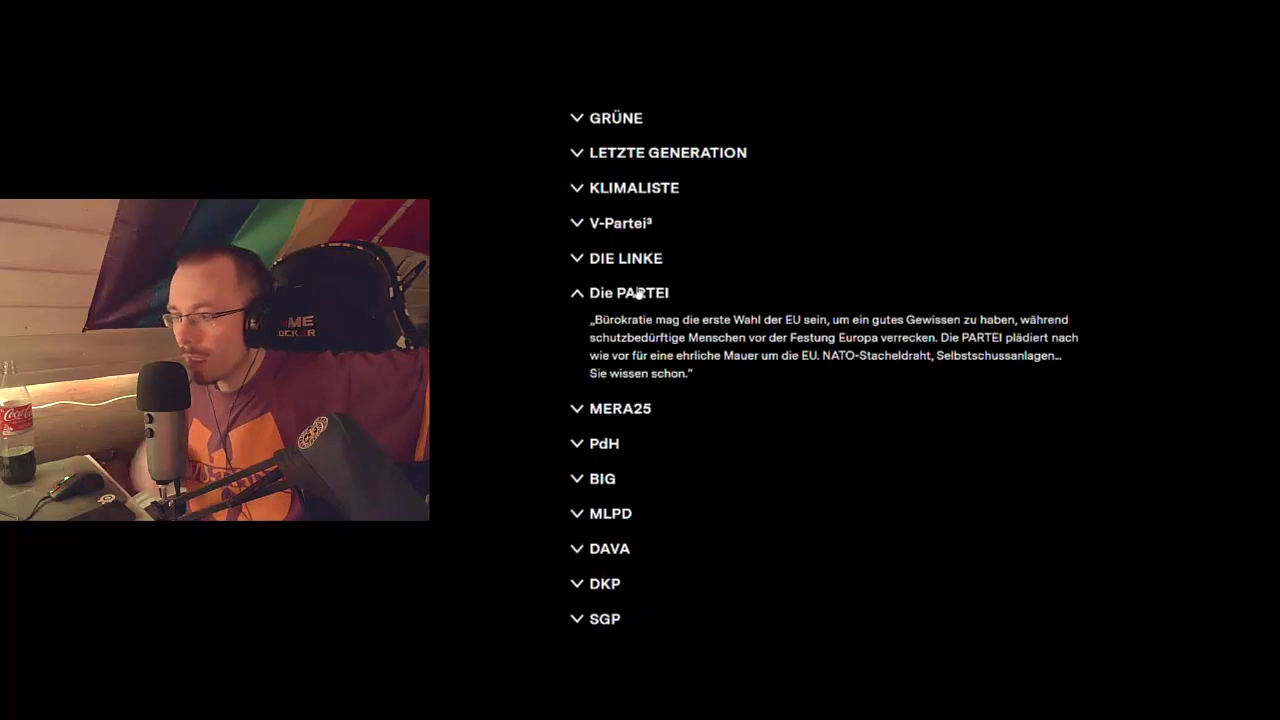 GRÜNE
LETZTE GENERATION
KLIMALISTE
V-Partei³
DIE LINKE
Die PARTEI
„Bürokratie mag die erste Wahl der EU sein, um ein gutes Gewissen zu haben, während
schutzbedürftige Menschen vor der Festung Europa verrecken. Die PARTEI plädiert nach
wie vor für eine ehrliche Mauer um die EU. NATO-Stacheldraht, Selbstschussanlagen…
Sie wissen schon.“
MERA25
PdH
BIG
MLPD
DAVA
DKP
SGP
Coca-Cola